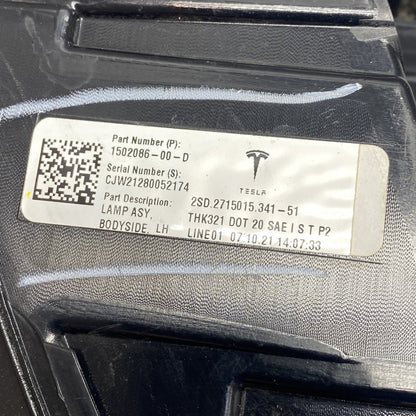 Part Number (P):
1502086-00-D
Serial Number (S):
CJW21280052174
Part Description:
LAMP ASY,
BODYSIDE, LH
TESLA
2SD.2715015.341-51
THK321 DOT 20 SAE I S T P2
LINE01 07.10.21 14:07:33